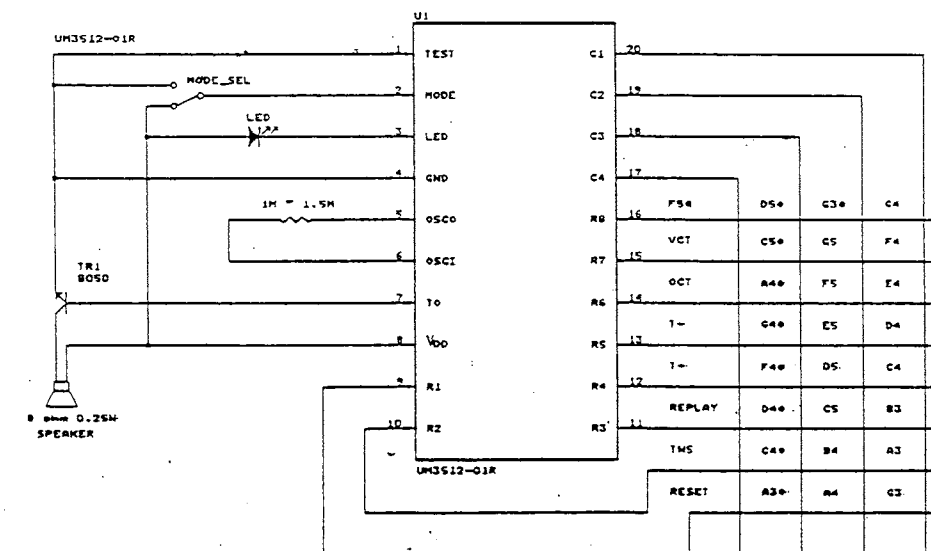 U1
UM3512-01R
1 TEST C1 20
MODE_SEL
2 MODE C2 19
LED
3 LED C3 18
4 GND C4 17
1M ~ 1.5M
F5# D5# G3# C4
5 OSCO R8 16
VCT C5# G5 F4
6 OSCI R7 15
TR1
8050
OCT A4# F5 E4
7 TO R6 14
T- G4# E5 D4
8 VDD R5 13
T+ F4# D5 C4
9 R1 R4 12
8 ohm 0.25W
SPEAKER
REPLAY D4# C5 B3
10 R2 R3 11
TMS C4# B4 A3
UM3512-01R
RESET A3# A4 G3